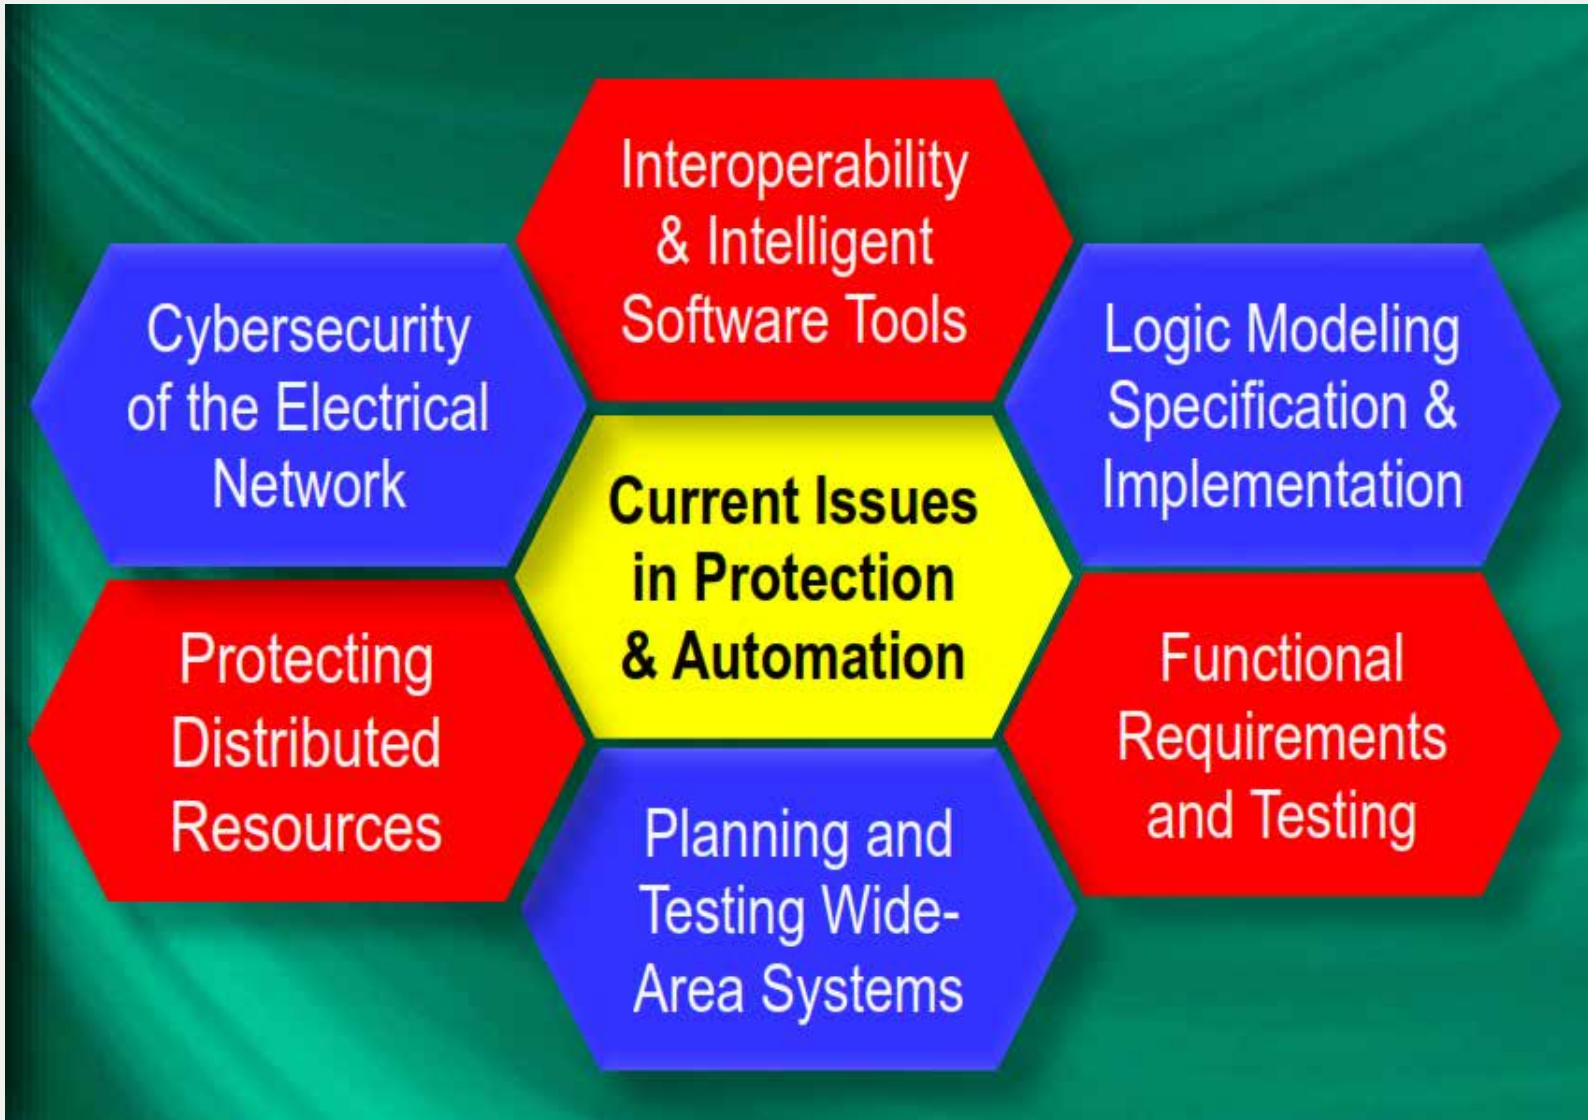 Interoperability
& Intelligent
Software Tools
Cybersecurity
of the Electrical
Network
Logic Modeling
Specification &
Implementation
Current Issues
in Protection
& Automation
Protecting
Distributed
Resources
Functional
Requirements
and Testing
Planning and
Testing Wide-
Area Systems